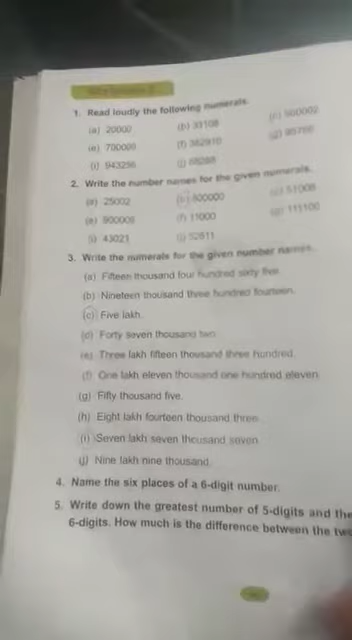 1. Read loudly the following numerals.
(a) 20000 (b) 33108 (c) 900002
(e) 700000 (f) 382910
(i) 943256
2. Write the number names for the given numerals.
(a) 25002 (b) 800000 51008
(e) 900008 (f) 11000 111100
(i) 43021 (j) 52611
3. Write the numerals for the given number names.
(a) Fifteen thousand four hundred sixty five.
(b) Nineteen thousand three hundred fourteen.
(c) Five lakh.
(d) Forty seven thousand two.
(e) Three lakh fifteen thousand three hundred.
(f) One lakh eleven thousand one hundred eleven.
(g) Fifty thousand five.
(h) Eight lakh fourteen thousand three.
(i) Seven lakh seven thousand seven.
(j) Nine lakh nine thousand.
4. Name the six places of a 6-digit number.
5. Write down the greatest number of 5-digits and the
6-digits. How much is the difference between the two